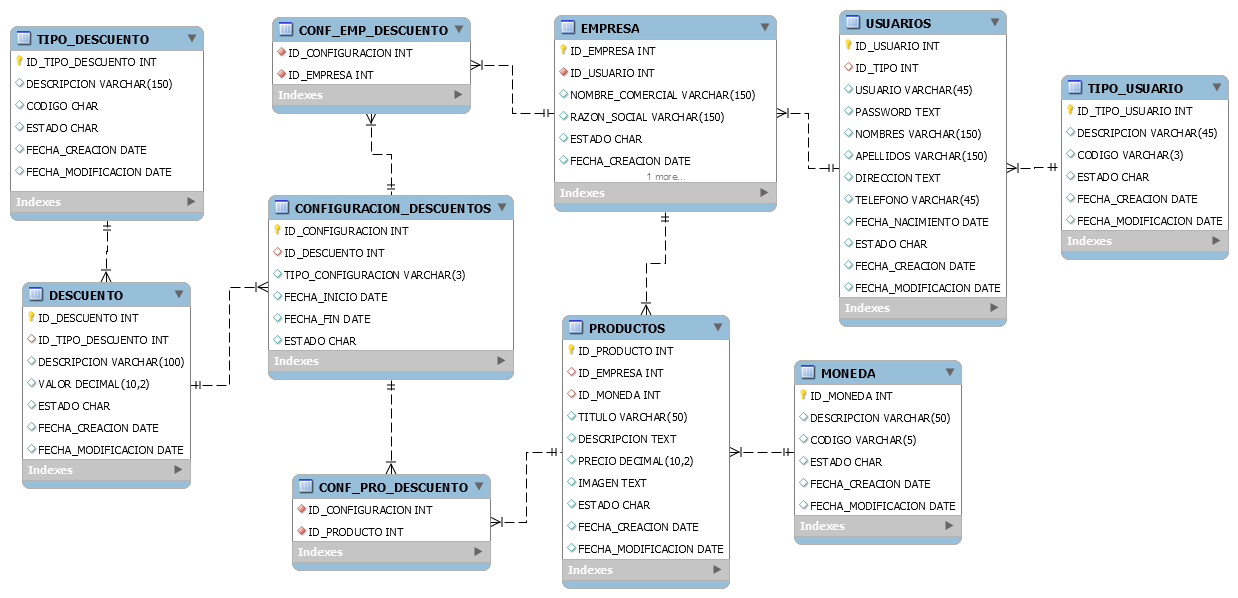 TIPO_DESCUENTO
ID_TIPO_DESCUENTO INT
DESCRIPCION VARCHAR(150)
CODIGO CHAR
ESTADO CHAR
FECHA_CREACION DATE
FECHA_MODIFICACION DATE
Indexes
CONF_EMP_DESCUENTO
ID_CONFIGURACION INT
ID_EMPRESA INT
Indexes
EMPRESA
ID_EMPRESA INT
ID_USUARIO INT
NOMBRE_COMERCIAL VARCHAR(150)
RAZON_SOCIAL VARCHAR(150)
ESTADO CHAR
FECHA_CREACION DATE
1 more...
Indexes
USUARIOS
ID_USUARIO INT
ID_TIPO INT
USUARIO VARCHAR(45)
PASSWORD TEXT
NOMBRES VARCHAR(150)
APELLIDOS VARCHAR(150)
DIRECCION TEXT
TELEFONO VARCHAR(45)
FECHA_NACIMIENTO DATE
ESTADO CHAR
FECHA_CREACION DATE
FECHA_MODIFICACION DATE
Indexes
TIPO_USUARIO
ID_TIPO_USUARIO INT
DESCRIPCION VARCHAR(45)
CODIGO VARCHAR(3)
ESTADO CHAR
FECHA_CREACION DATE
FECHA_MODIFICACION DATE
Indexes
CONFIGURACION_DESCUENTOS
ID_CONFIGURACION INT
ID_DESCUENTO INT
TIPO_CONFIGURACION VARCHAR(3)
FECHA_INICIO DATE
FECHA_FIN DATE
ESTADO CHAR
Indexes
DESCUENTO
ID_DESCUENTO INT
ID_TIPO_DESCUENTO INT
DESCRIPCION VARCHAR(100)
VALOR DECIMAL(10,2)
ESTADO CHAR
FECHA_CREACION DATE
FECHA_MODIFICACION DATE
Indexes
PRODUCTOS
ID_PRODUCTO INT
ID_EMPRESA INT
ID_MONEDA INT
TITULO VARCHAR(50)
DESCRIPCION TEXT
PRECIO DECIMAL(10,2)
IMAGEN TEXT
ESTADO CHAR
FECHA_CREACION DATE
FECHA_MODIFICACION DATE
Indexes
MONEDA
ID_MONEDA INT
DESCRIPCION VARCHAR(50)
CODIGO VARCHAR(5)
ESTADO CHAR
FECHA_CREACION DATE
FECHA_MODIFICACION DATE
Indexes
CONF_PRO_DESCUENTO
ID_CONFIGURACION INT
ID_PRODUCTO INT
Indexes